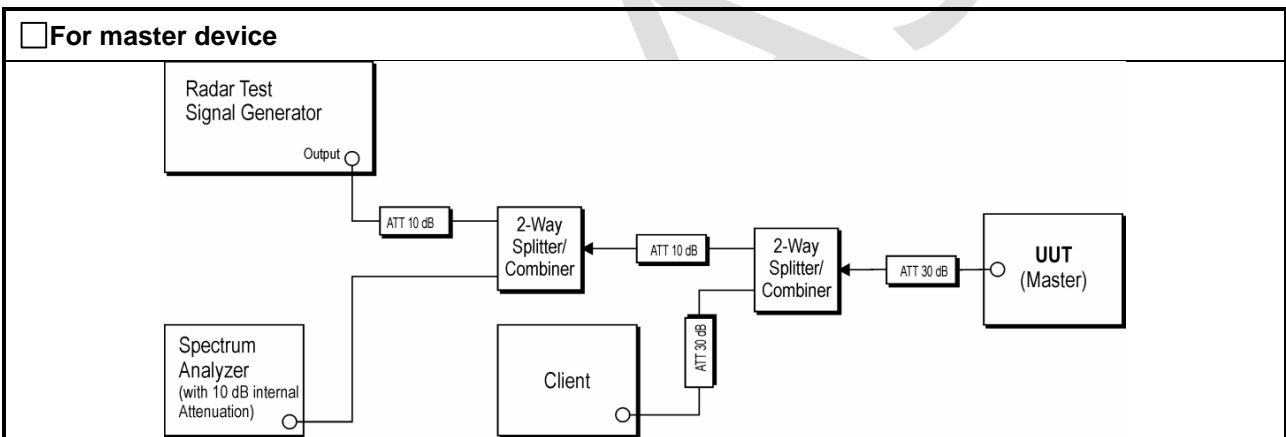 ☐For master device
Radar Test
Signal Generator
Output
ATT 10 dB
2-Way
Splitter/
Combiner
ATT 10 dB
2-Way
Splitter/
Combiner
ATT 30 dB
UUT
(Master)
Spectrum
Analyzer
(with 10 dB internal
Attenuation)
Client
ATT 30 dB